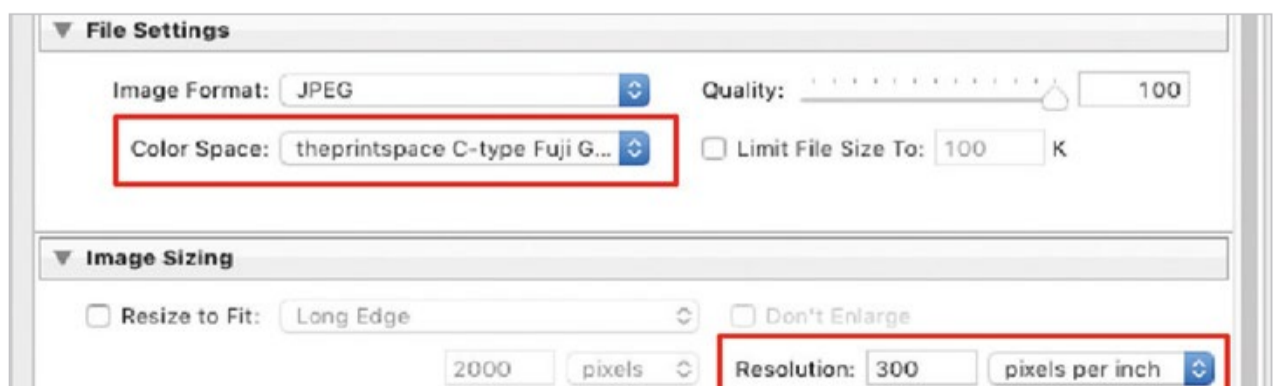 File Settings
Image Format: JPEG Quality: 100
Color Space: theprintspace C-type Fuji G... Limit File Size To: 100 K
Image Sizing
Resize to Fit: Long Edge Don't Enlarge
2000 pixels Resolution: 300 pixels per inch